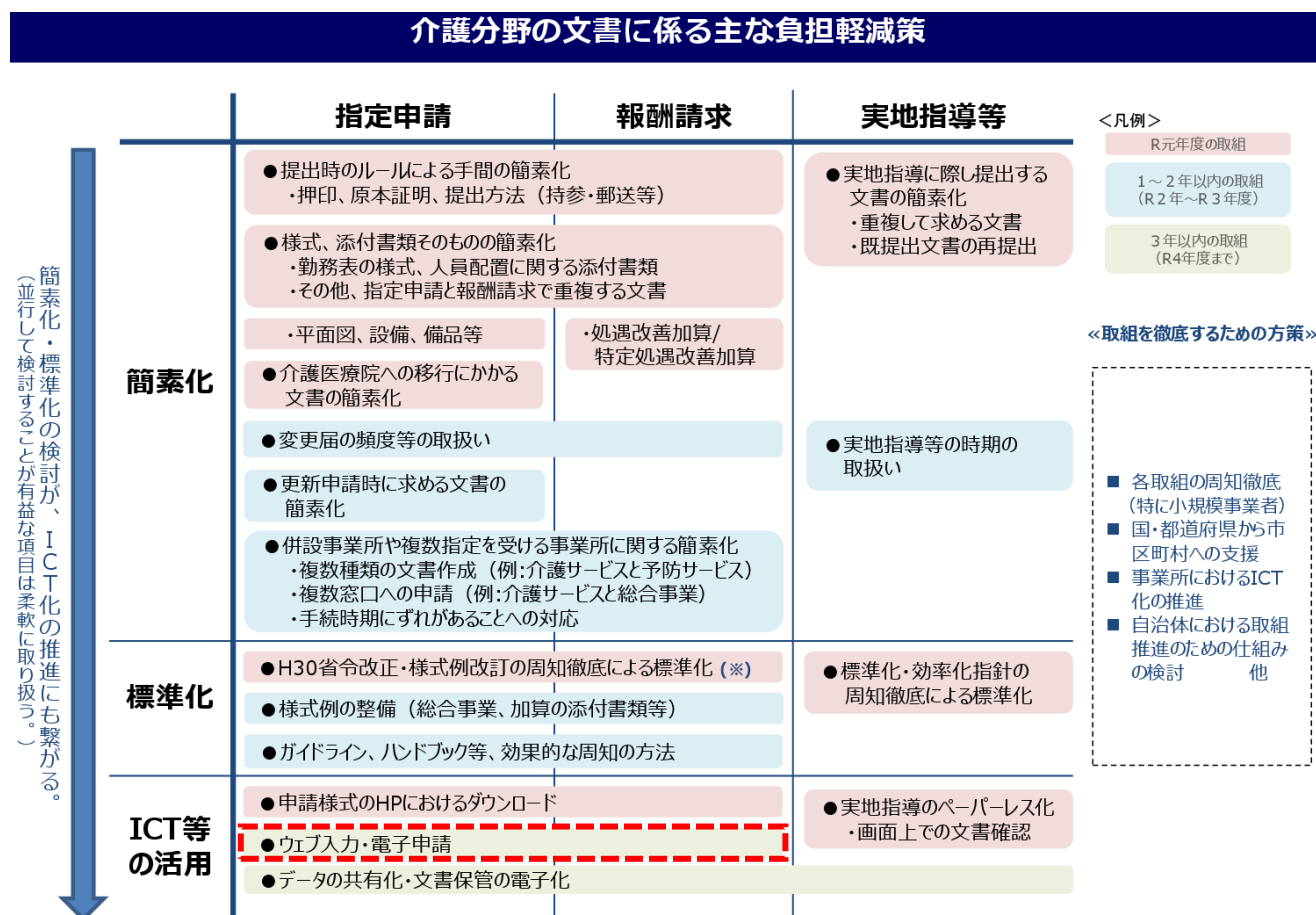 介護分野の文書に係る主な負担軽減策
指定申請
報酬請求
実地指導等
簡素化・標準化の検討が、ICT化の推進にも繋がる。
（並行して検討することが有益な項目は柔軟に取り扱う。）
簡素化
●提出時のルールによる手間の簡素化
・押印、原本証明、提出方法（持参・郵送等）
●様式、添付書類そのものの簡素化
・勤務表の様式、人員配置に関する添付書類
・その他、指定申請と報酬請求で重複する文書
・平面図、設備、備品等
・処遇改善加算/
特定処遇改善加算
●介護医療院への移行にかかる
文書の簡素化
●変更届の頻度等の取扱い
●更新申請時に求める文書の
簡素化
●併設事業所や複数指定を受ける事業所に関する簡素化
・複数種類の文書作成（例:介護サービスと予防サービス）
・複数窓口への申請（例:介護サービスと総合事業）
・手続時期にずれがあることへの対応
●実地指導に際し提出する
文書の簡素化
・重複して求める文書
・既提出文書の再提出
●実地指導等の時期の
取扱い
標準化
●H30省令改正・様式例改訂の周知徹底による標準化（※）
●様式例の整備（総合事業、加算の添付書類等）
●ガイドライン、ハンドブック等、効果的な周知の方法
●標準化・効率化指針の
周知徹底による標準化
ICT等
の活用
●申請様式のHPにおけるダウンロード
●ウェブ入力・電子申請
●データの共有化・文書保管の電子化
●実地指導のペーパーレス化
・画面上での文書確認
＜凡例＞
R元年度の取組
1～2年以内の取組
（R2年～R3年度）
3年以内の取組
（R4年度まで）
≪取組を徹底するための方策≫
■ 各取組の周知徹底
（特に小規模事業者）
■ 国・都道府県から市
区町村への支援
■ 事業所におけるICT
化の推進
■ 自治体における取組
推進のための仕組み
の検討 他